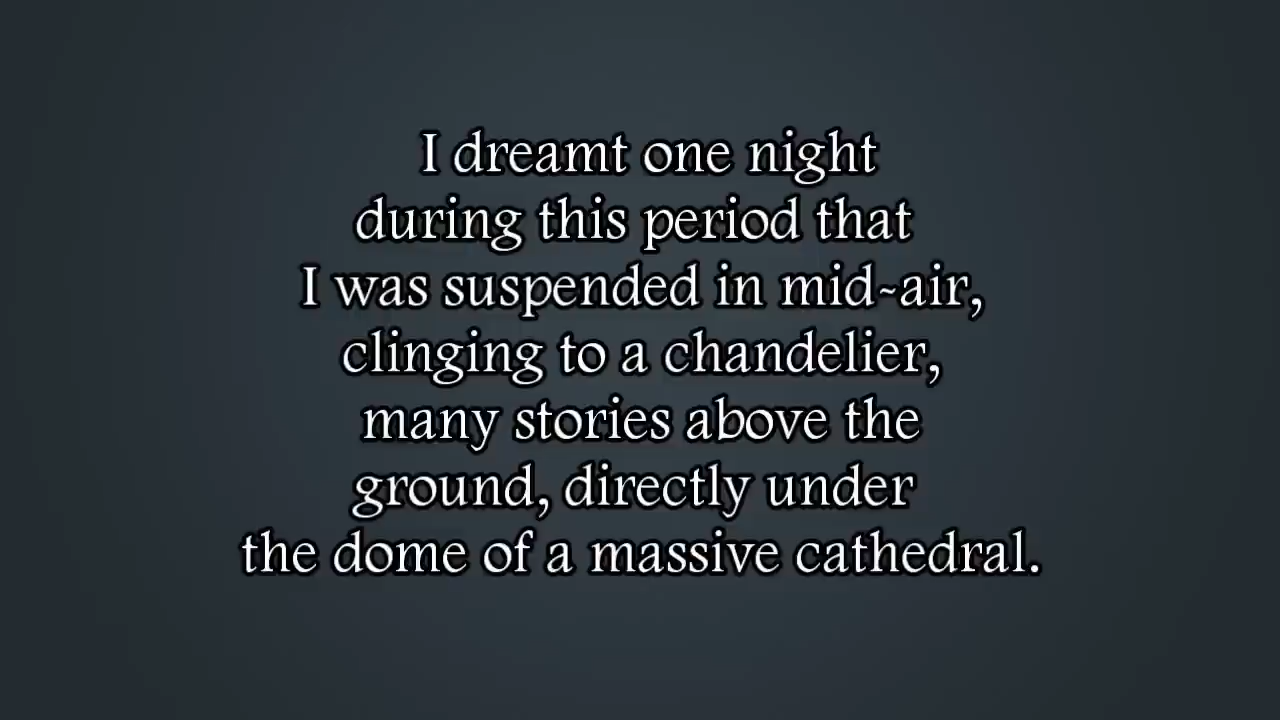 I dreamt one night
during this period that
I was suspended in mid-air,
clinging to a chandelier,
many stories above the
ground, directly under
the dome of a massive cathedral.